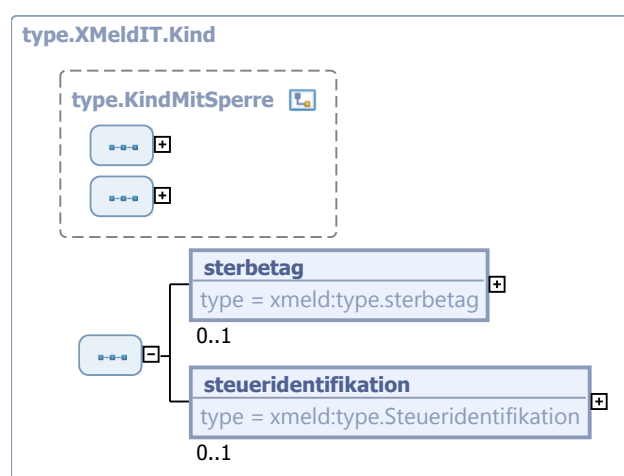 type.XMeldIT.Kind
type.KindMitSperre
sterbetag
type = xmeld:type.sterbetag
0..1
steueridentifikation
type = xmeld:type.Steueridentifikation
0..1